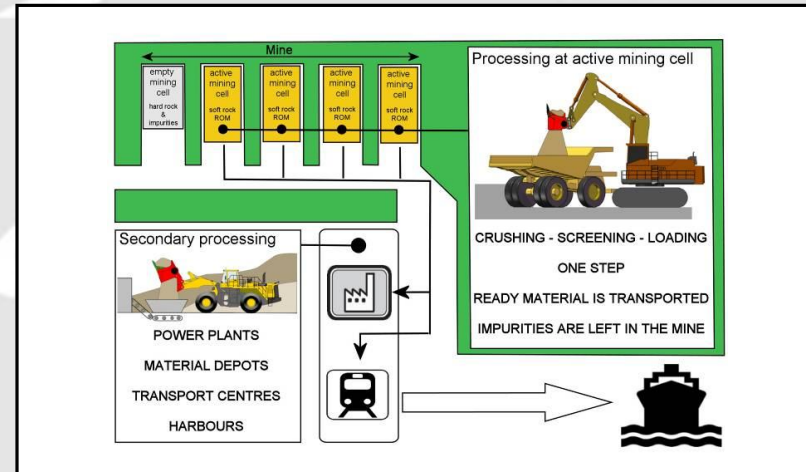 Mine
empty
mining
cell
hard rock
&
impurities
active
mining
cell
soft rock
ROM
active
mining
cell
soft rock
ROM
active
mining
cell
soft rock
ROM
active
mining
cell
soft rock
ROM
Processing at active mining cell
CRUSHING - SCREENING - LOADING
ONE STEP
READY MATERIAL IS TRANSPORTED
IMPURITIES ARE LEFT IN THE MINE
Secondary processing
POWER PLANTS
MATERIAL DEPOTS
TRANSPORT CENTRES
HARBOURS